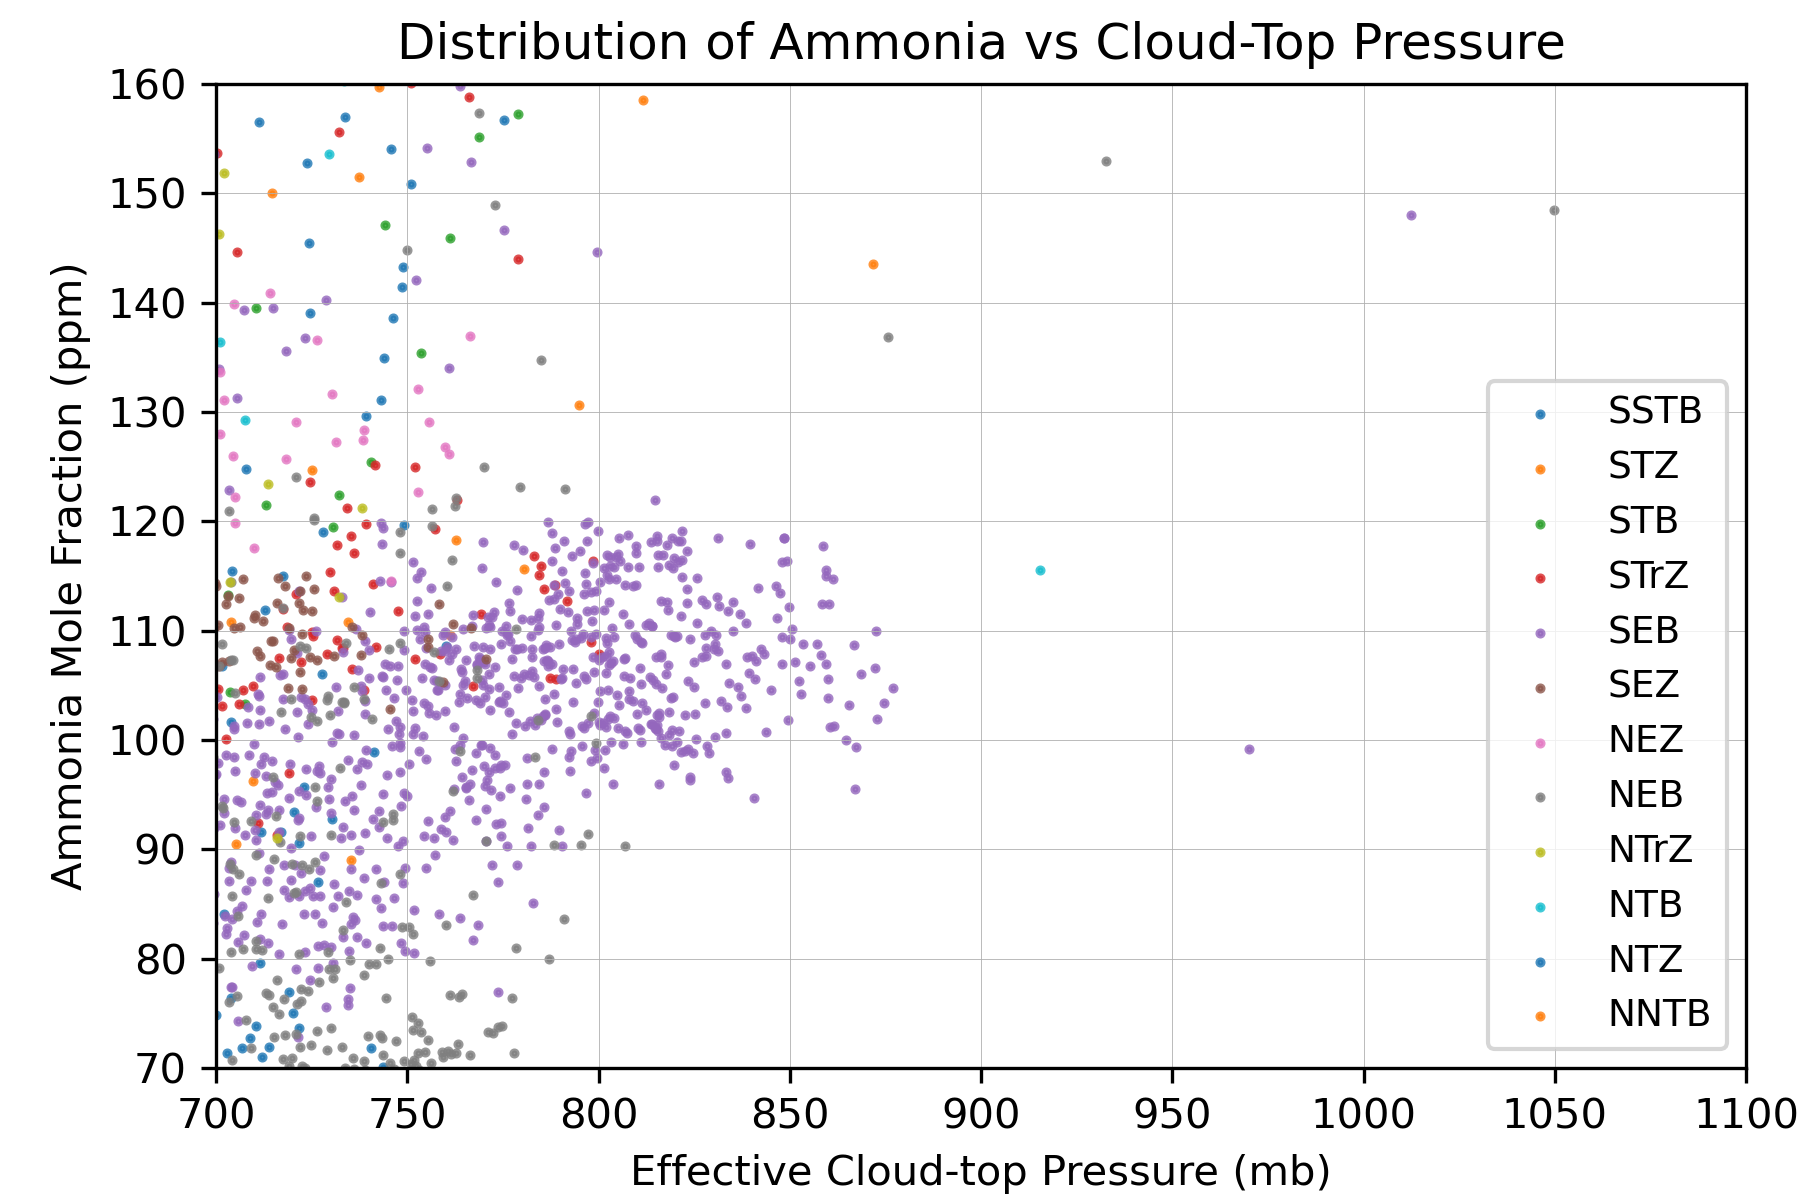 Distribution of Ammonia vs Cloud-Top Pressure
160
150
140
130
120
110
100
90
80
70
Ammonia Mole Fraction (ppm)
SSTB
STZ
STB
STrZ
SEB
SEZ
NEZ
NEB
NTrZ
NTB
NTZ
NNTB
700 750 800 850 900 950 1000 1050 1100
Effective Cloud-top Pressure (mb)